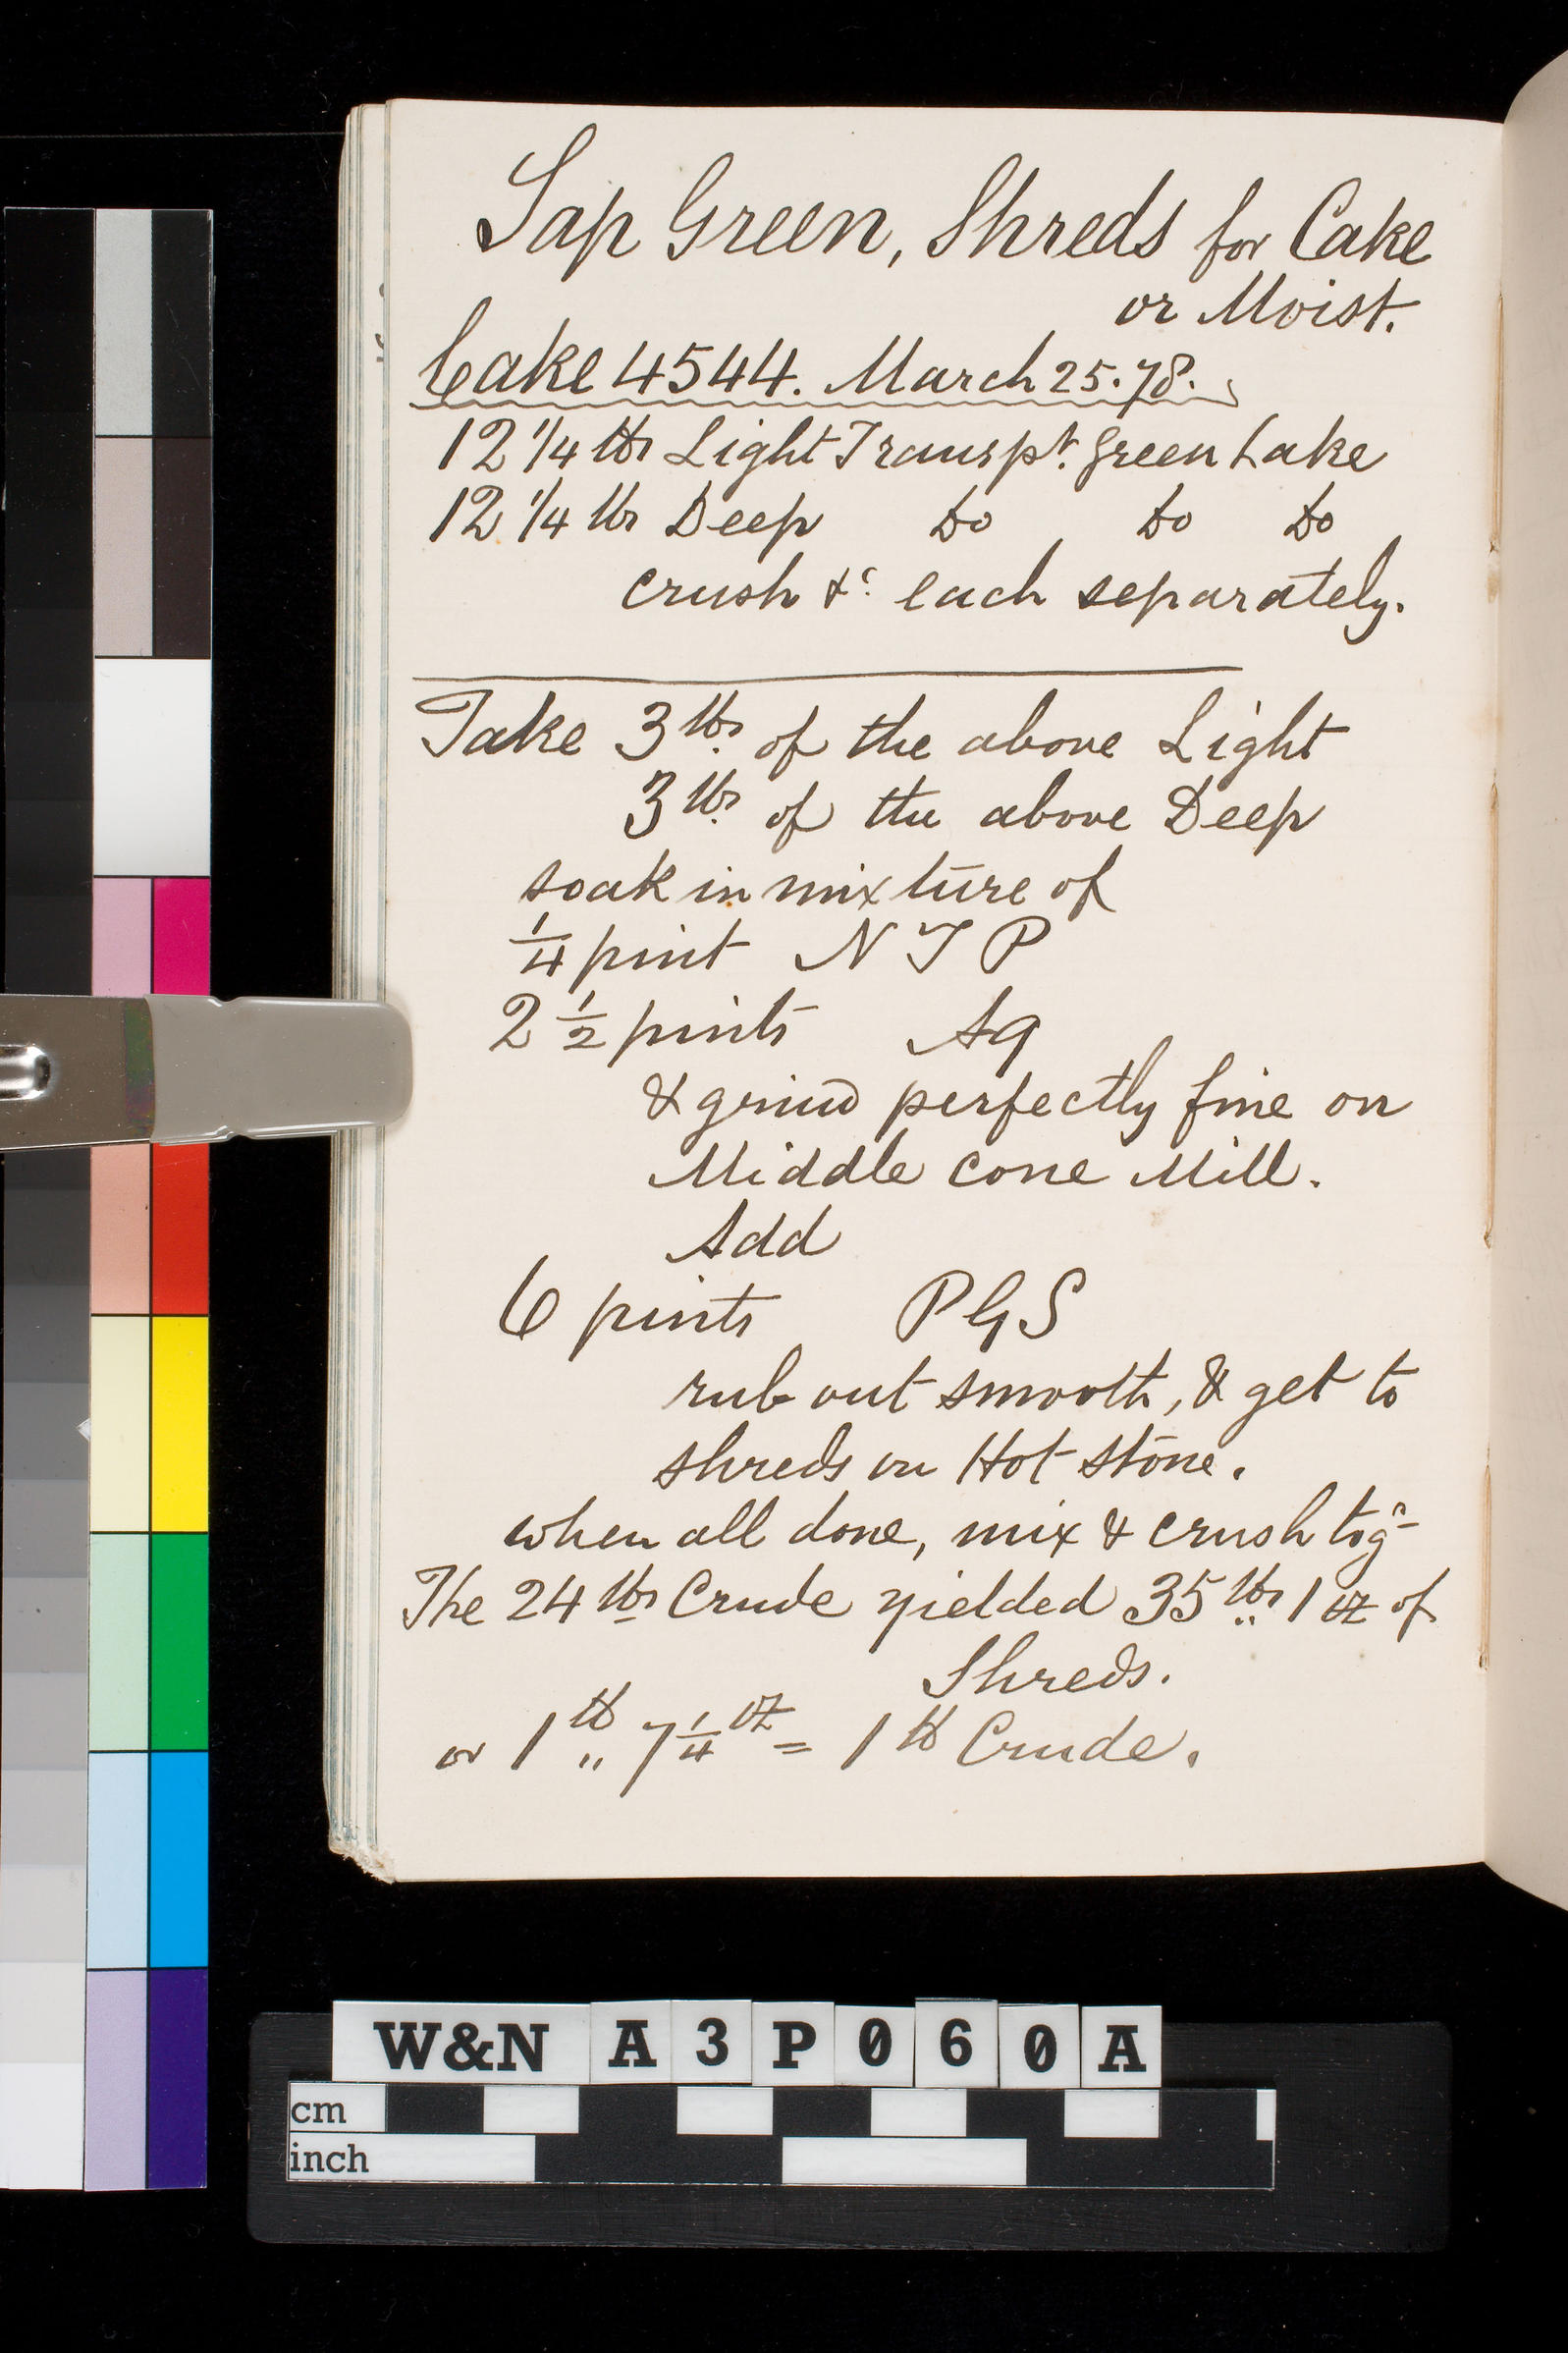 Sap Green, Shreds for Cake
or Moist.
Cake 4544. March 25.78.
12 1/4 lbs Light Transpt. Green Lake
12 1/4 lbs Deep do do do
crush &c each separately.
Take 3 lbs. of the above Light
3 lbs. of the above Deep
soak in mixture of
1/4 pint N T P
2 1/2 pints Aq
& grind perfectly fine on
Middle cone Mill.
Add
6 pints P G S
rub out smooth, & get to
shreds on Hot stone.
when all done, mix & crush togr
The 24 lbs Crude yielded 35 lbs,, 1 oz of
Shreds.
or 1 lb,, 7 1/4 oz = 1 lb Crude.
W&N A3P060A
cm
inch